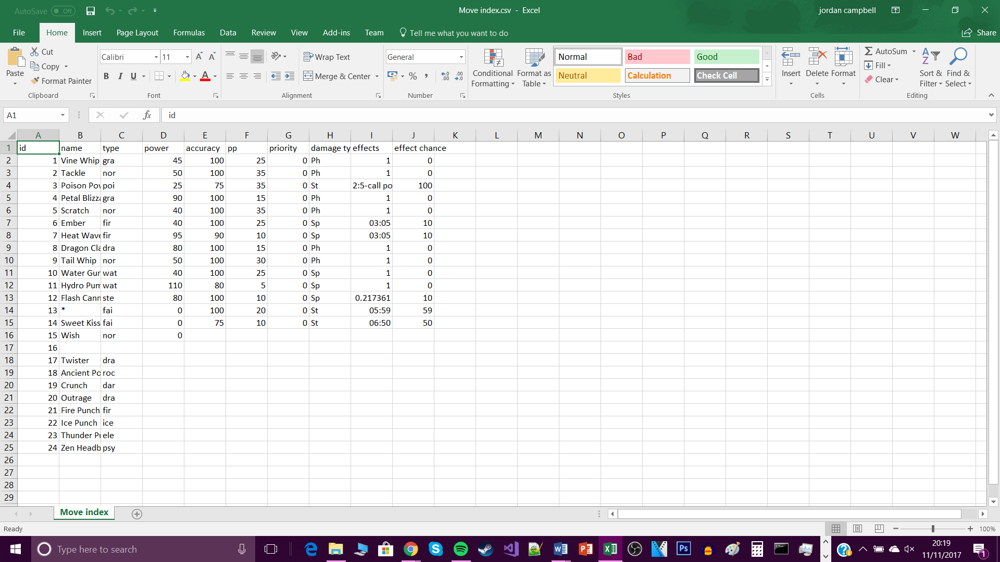 AutoSave Off
Move index.csv - Excel
jordan campbell
File Home Insert Page Layout Formulas Data Review View Add-ins Team Tell me what you want to do Share
Paste Cut Copy Format Painter Clipboard
Calibri 11 B I U A Font
Wrap Text Merge & Center Alignment
General % Number
Conditional Formatting Format as Table
Normal Bad Good
Neutral Calculation Check Cell
Styles
Insert Delete Format Cells
AutoSum Fill Clear Sort & Filter Find & Select Editing
A1 fx id
A B C D E F G H I J K L M N O P Q R S T U V W
1 id name type power accuracy pp priority damage ty effects effect chance
2 1 Vine Whip gra 45 100 25 0 Ph 1 0
3 2 Tackle nor 50 100 35 0 Ph 1 0
4 3 Poison Pov poi 25 75 35 0 St 2:5-call po 100
5 4 Petal Blizza gra 90 100 15 0 Ph 1 0
6 5 Scratch nor 40 100 35 0 Ph 1 0
7 6 Ember fir 40 100 25 0 Sp 03:05 10
8 7 Heat Wave fir 95 90 10 0 Sp 03:05 10
9 8 Dragon Cla dra 80 100 15 0 Ph 1 0
10 9 Tail Whip nor 50 100 30 0 Ph 1 0
11 10 Water Gun wat 40 100 25 0 Sp 1 0
12 11 Hydro Pum wat 110 80 5 0 Sp 1 0
13 12 Flash Cann ste 80 100 10 0 Sp 0.217361 10
14 13 * fai 0 100 20 0 St 05:59 59
15 14 Sweet Kiss fai 0 75 10 0 St 06:50 50
16 15 Wish nor 0
17 16
18 17 Twister dra
19 18 Ancient Po roc
20 19 Crunch dar
21 20 Outrage dra
22 21 Fire Punch fir
23 22 Ice Punch ice
24 23 Thunder Pu ele
25 24 Zen Headb psy
26
27
28
29
Move index
Ready 100%
Type here to search
20:19
11/11/2017
1